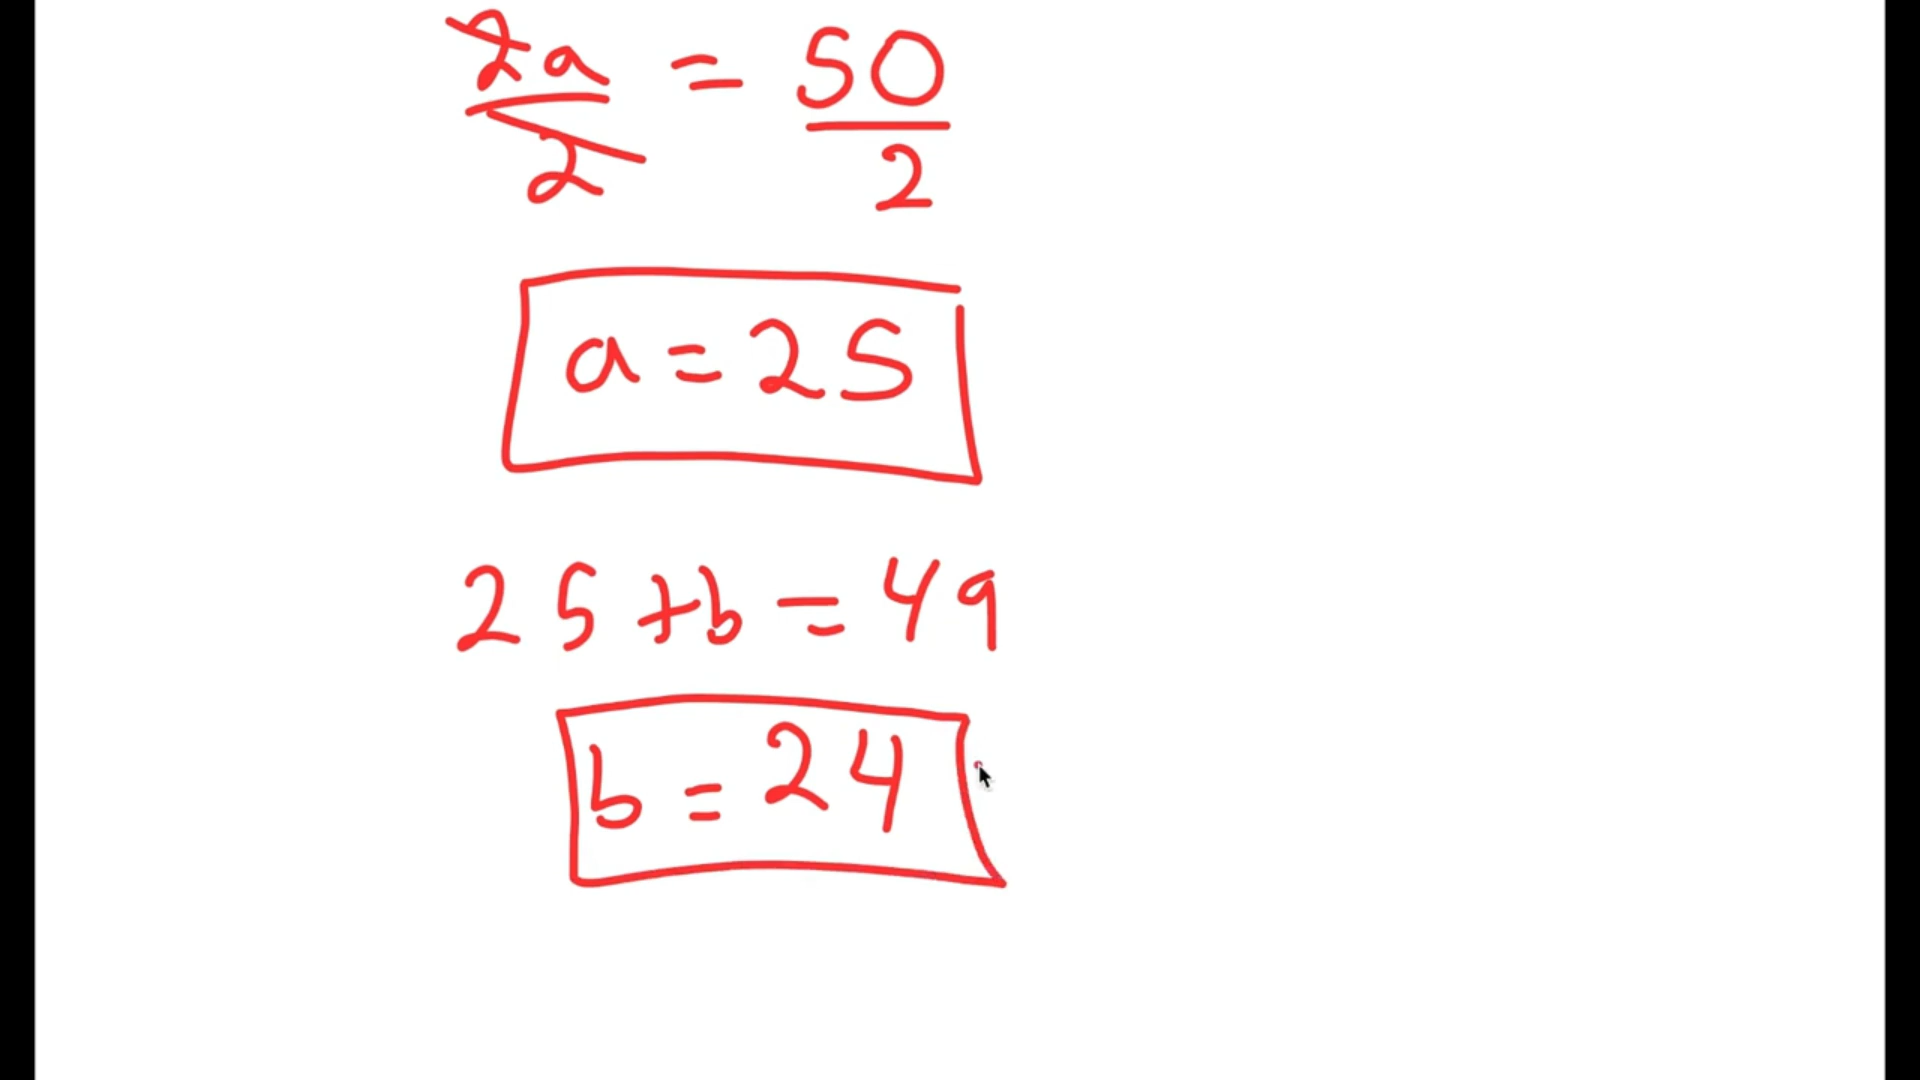 2a/2 = 50/2
a = 25
25 + b = 49
b = 24